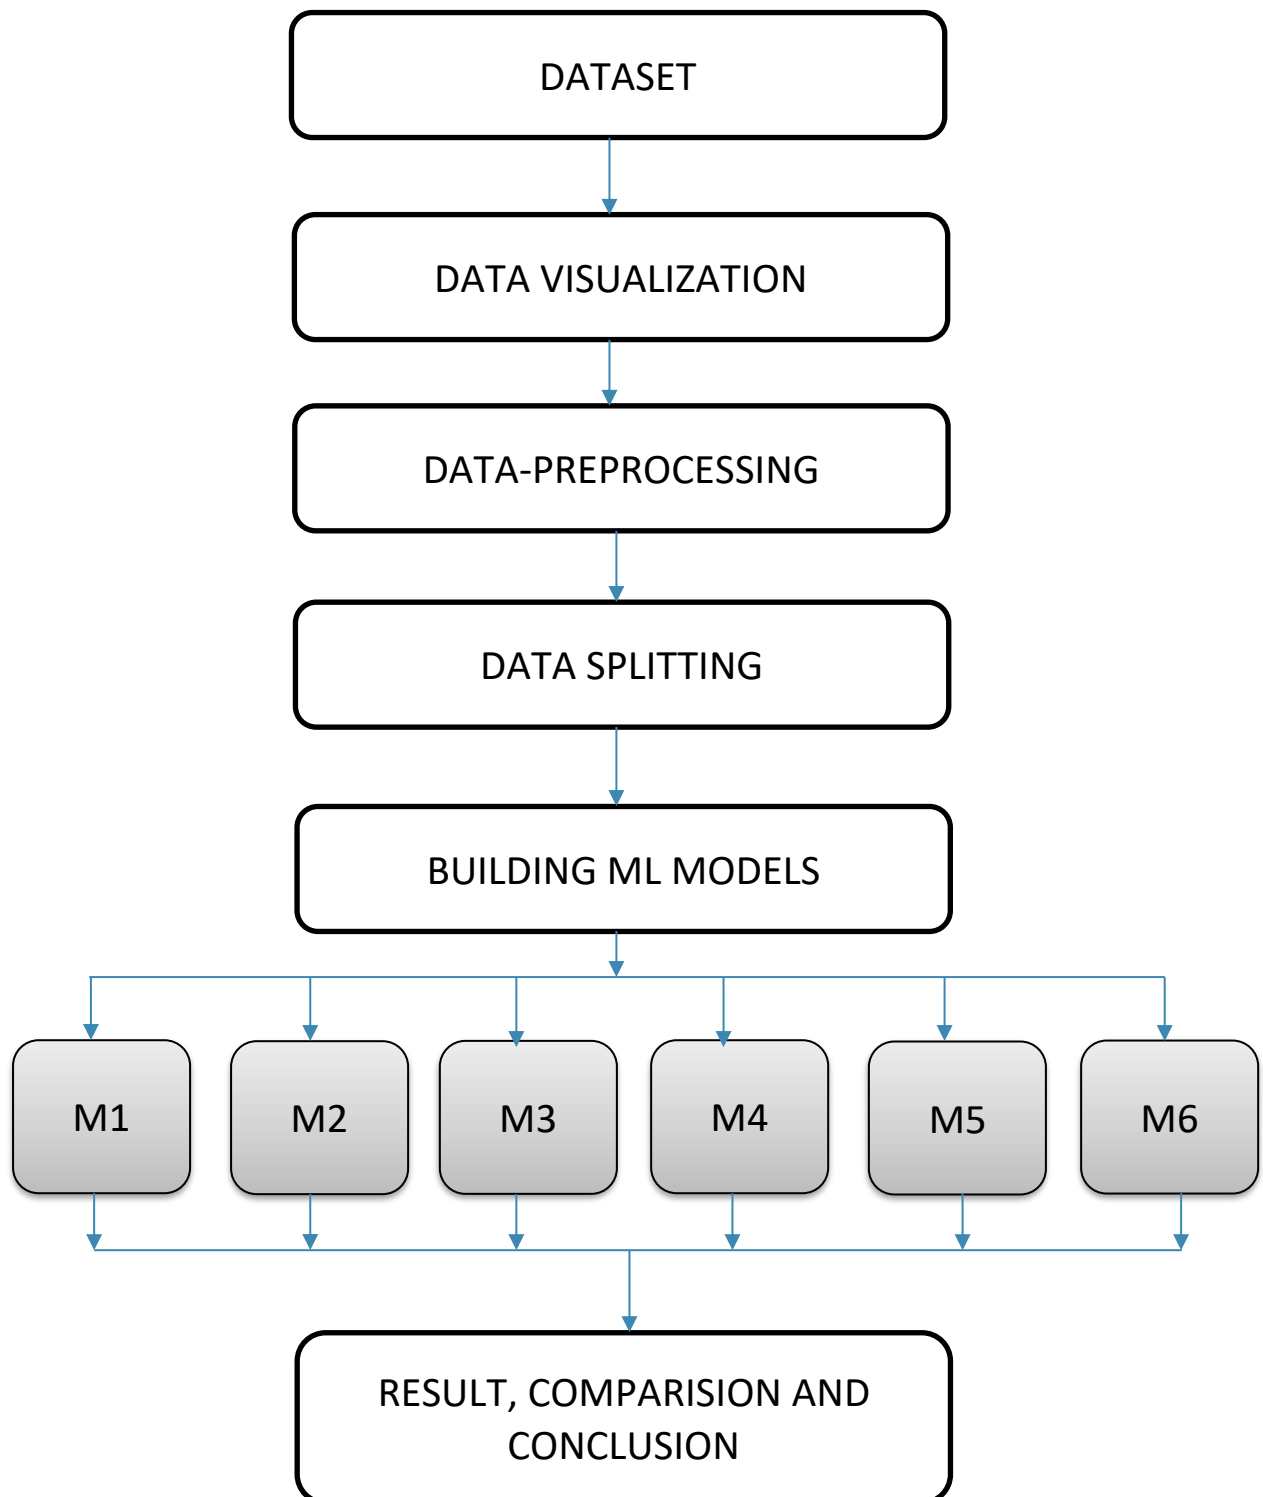 DATASET
DATA VISUALIZATION
DATA-PREPROCESSING
DATA SPLITTING
BUILDING ML MODELS
M1
M2
M3
M4
M5
M6
RESULT, COMPARISION AND
CONCLUSION